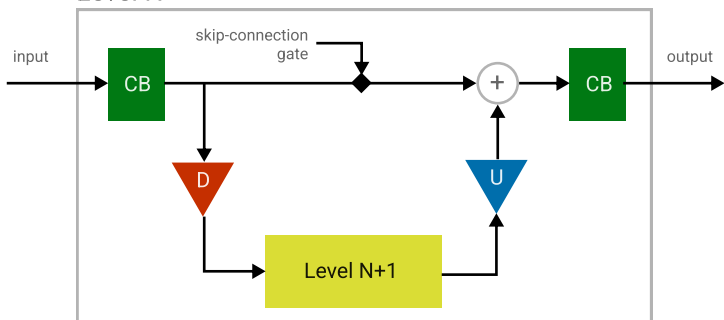 input
CB
skip-connection
gate
+
CB
output
D
U
Level N+1